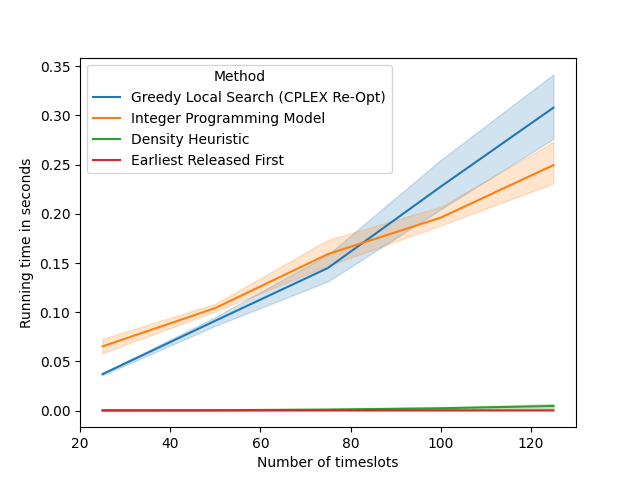 Method
Greedy Local Search (CPLEX Re-Opt)
Integer Programming Model
Density Heuristic
Earliest Released First
Running time in seconds
0.35
0.30
0.25
0.20
0.15
0.10
0.05
0.00
20 40 60 80 100 120
Number of timeslots